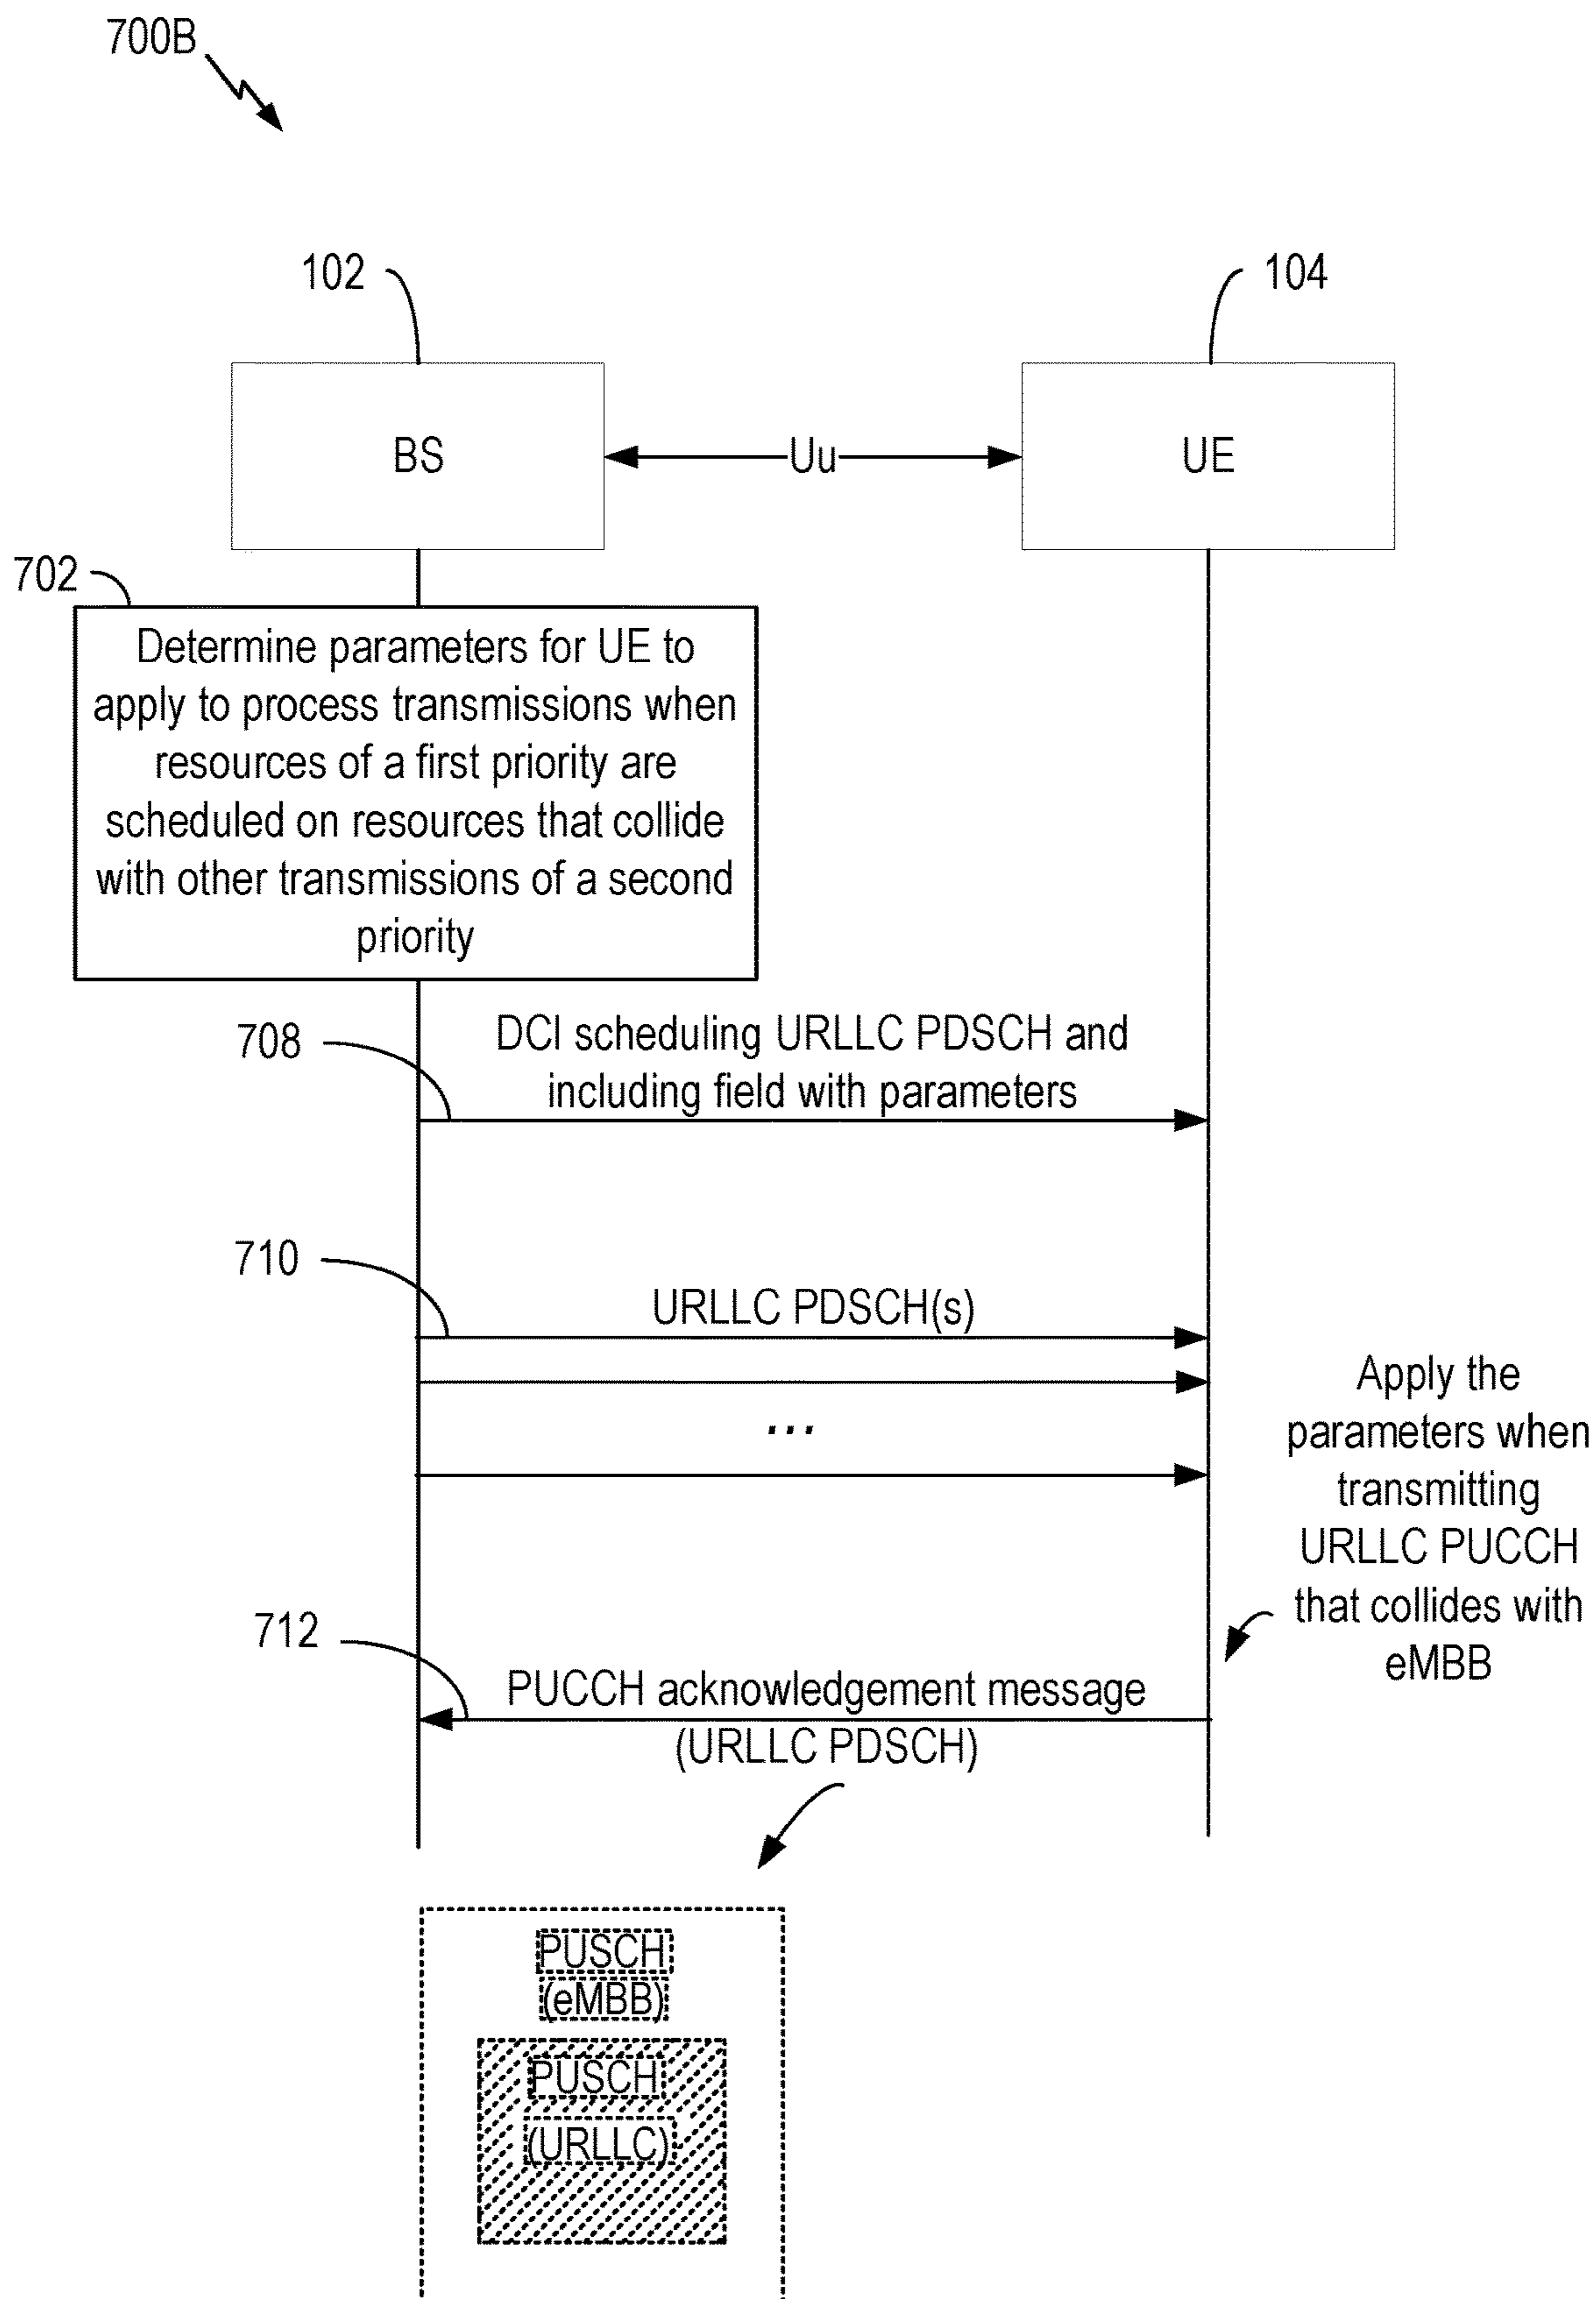 700B
102
104
BS
Uu
UE
702
Determine parameters for UE to
apply to process transmissions when
resources of a first priority are
scheduled on resources that collide
with other transmissions of a second
priority
708
DCI scheduling URLLC PDSCH and
including field with parameters
710
URLLC PDSCH(s)
...
Apply the
parameters when
transmitting
URLLC PUCCH
that collides with
eMBB
712
PUCCH acknowledgement message
(URLLC PDSCH)
PUSCH
(eMBB)
PUSCH
(URLLC)